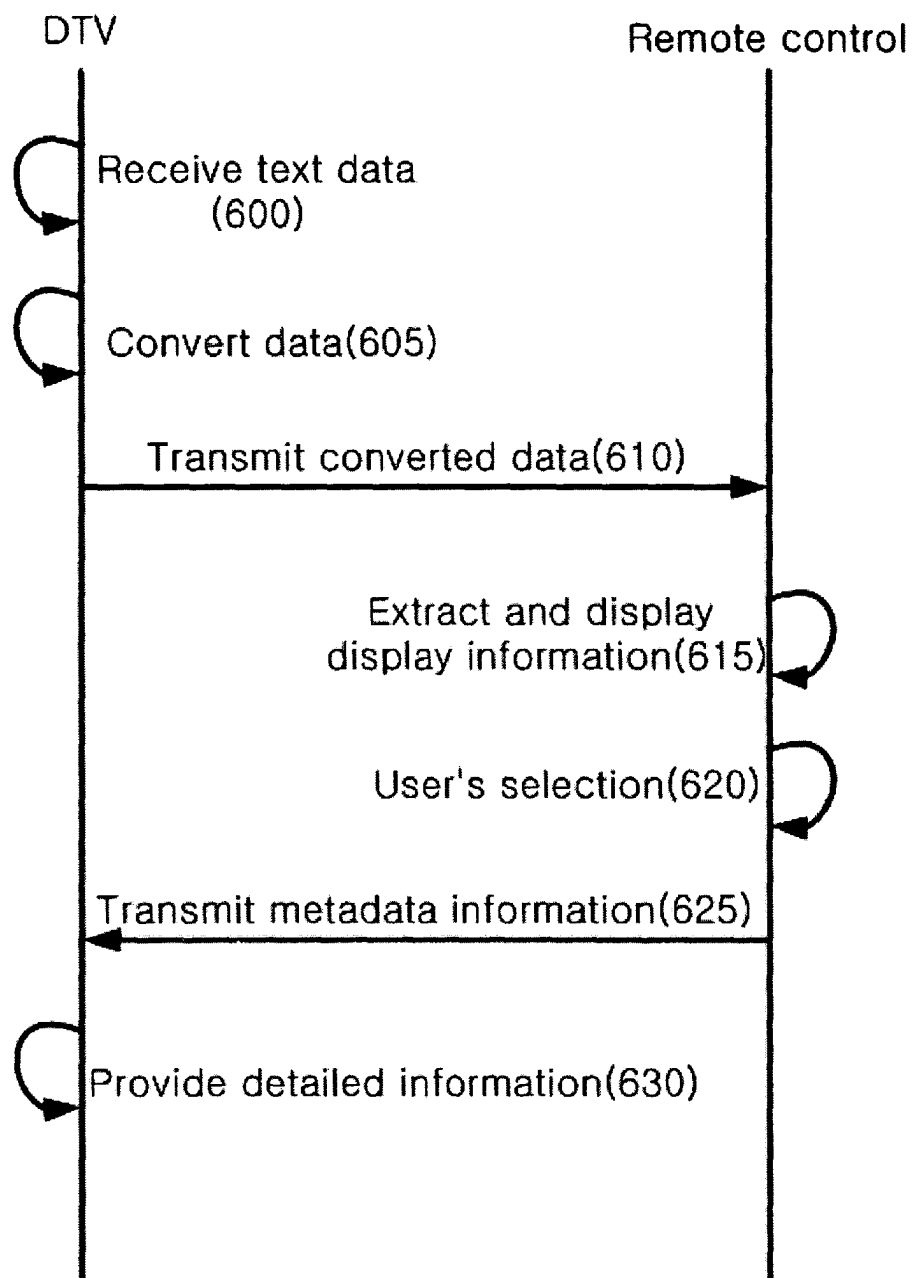 DTV
Remote control
Receive text data
(600)
Convert data(605)
Transmit converted data(610)
Extract and display
display information(615)
User's selection(620)
Transmit metadata information(625)
Provide detailed information(630)